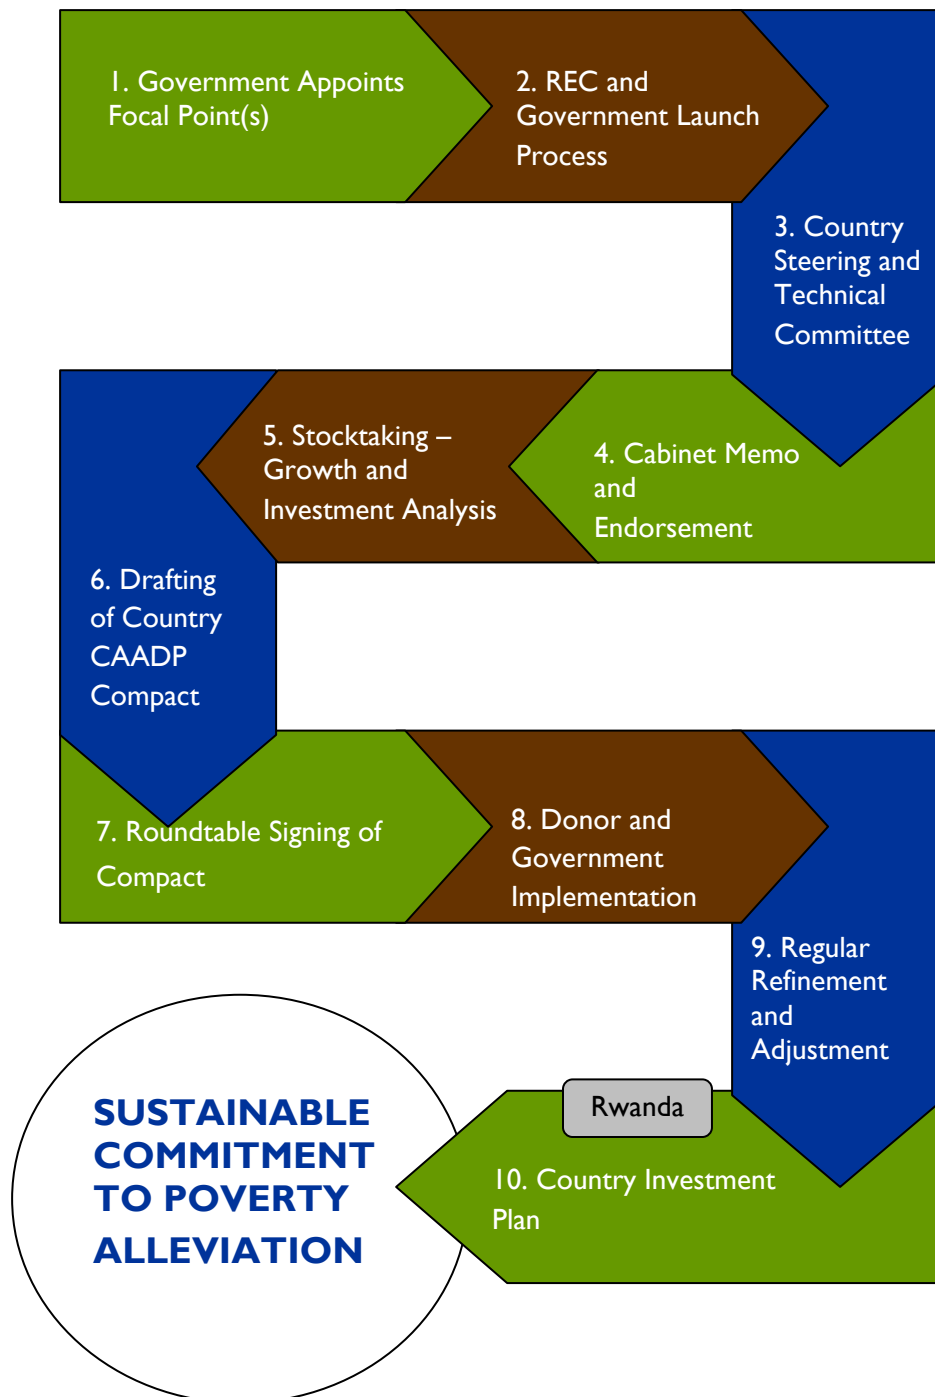 1. Government Appoints
Focal Point(s)
2. REC and
Government Launch
Process
3. Country
Steering and
Technical
Committee
4. Cabinet Memo
and
Endorsement
5. Stocktaking –
Growth and
Investment Analysis
6. Drafting
of Country
CAADP
Compact
7. Roundtable Signing of
Compact
8. Donor and
Government
Implementation
9. Regular
Refinement
and
Adjustment
Rwanda
10. Country Investment
Plan
SUSTAINABLE
COMMITMENT
TO POVERTY
ALLEVIATION